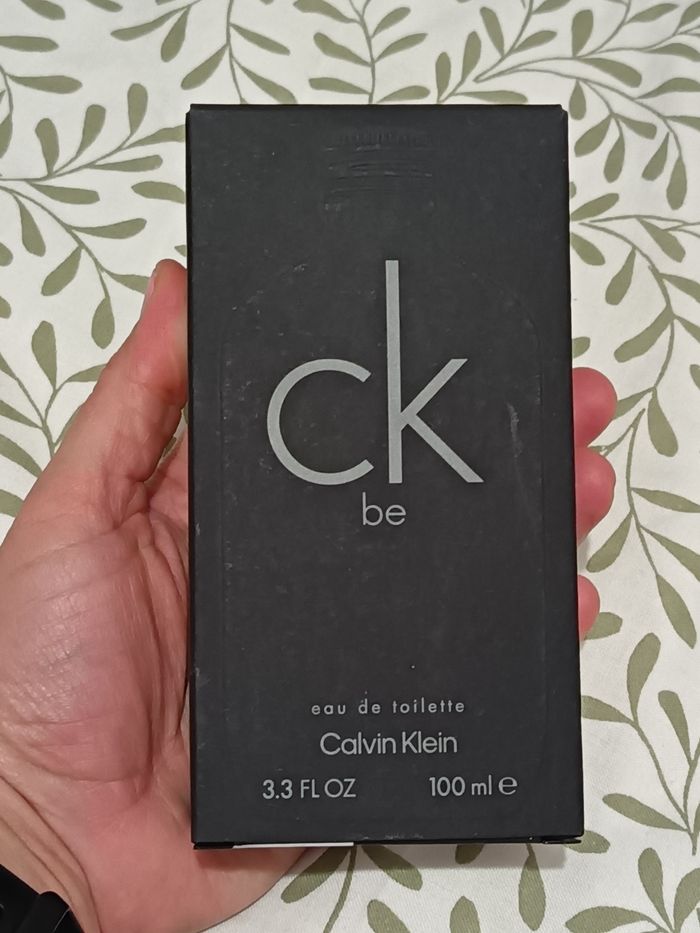 ck
be
eau de toilette
Calvin Klein
3.3 FL OZ 100 ml ℮